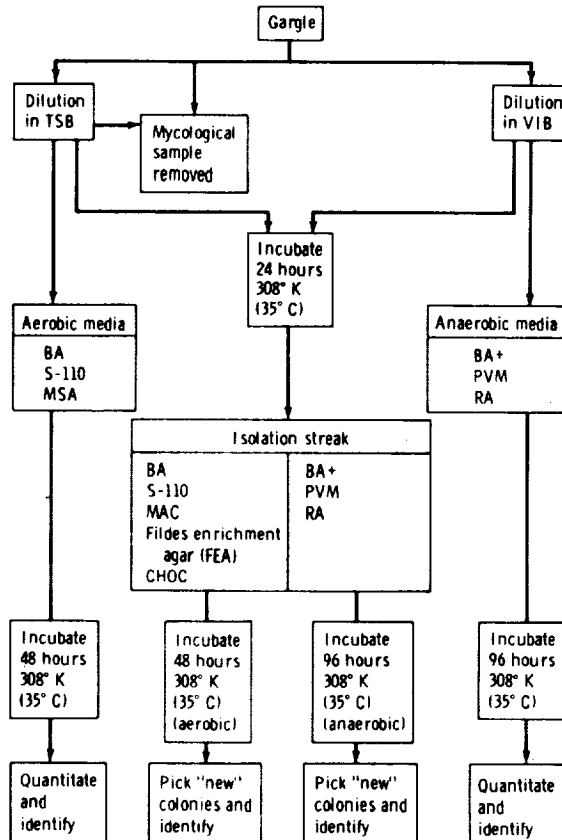 Gargle
Dilution
in TSB
Mycological
sample
removed
Dilution
in VIB
Incubate
24 hours
308° K
(35° C)
Aerobic media
BA
S-110
MSA
Anaerobic media
BA+
PVM
RA
Isolation streak
BA
S-110
MAC
Fildes enrichment
agar (FEA)
CHOC
BA+
PVM
RA
Incubate
48 hours
308° K
(35° C)
Incubate
48 hours
308° K
(35° C)
(aerobic)
Incubate
96 hours
308° K
(35° C)
(anaerobic)
Incubate
96 hours
308° K
(35° C)
Quantitate
and
identify
Pick "new"
colonies and
identify
Pick "new"
colonies and
identify
Quantitate
and
identify